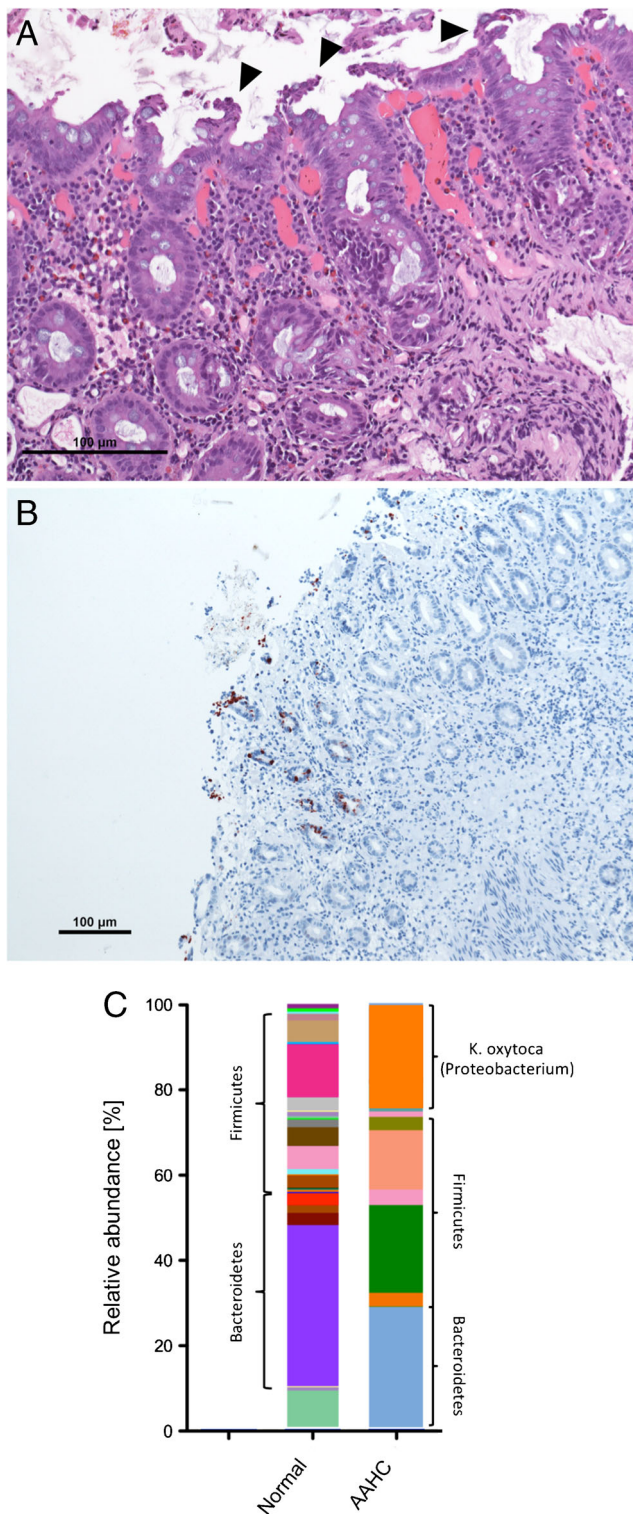 A
100 µm
B
100 µm
C
Relative abundance [%]
100
80
60
40
20
0
Firmicutes
Bacteroidetes
K. oxytoca
(Proteobacterium)
Firmicutes
Bacteroidetes
Normal
AAHC